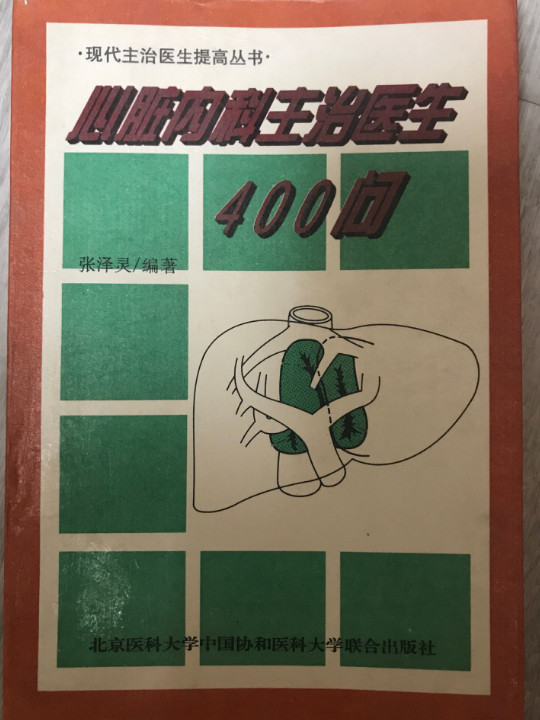 ·现代主治医生提高丛书·
心脏内科主治医生
400问
张泽灵/编著
北京医科大学中国协和医科大学联合出版社